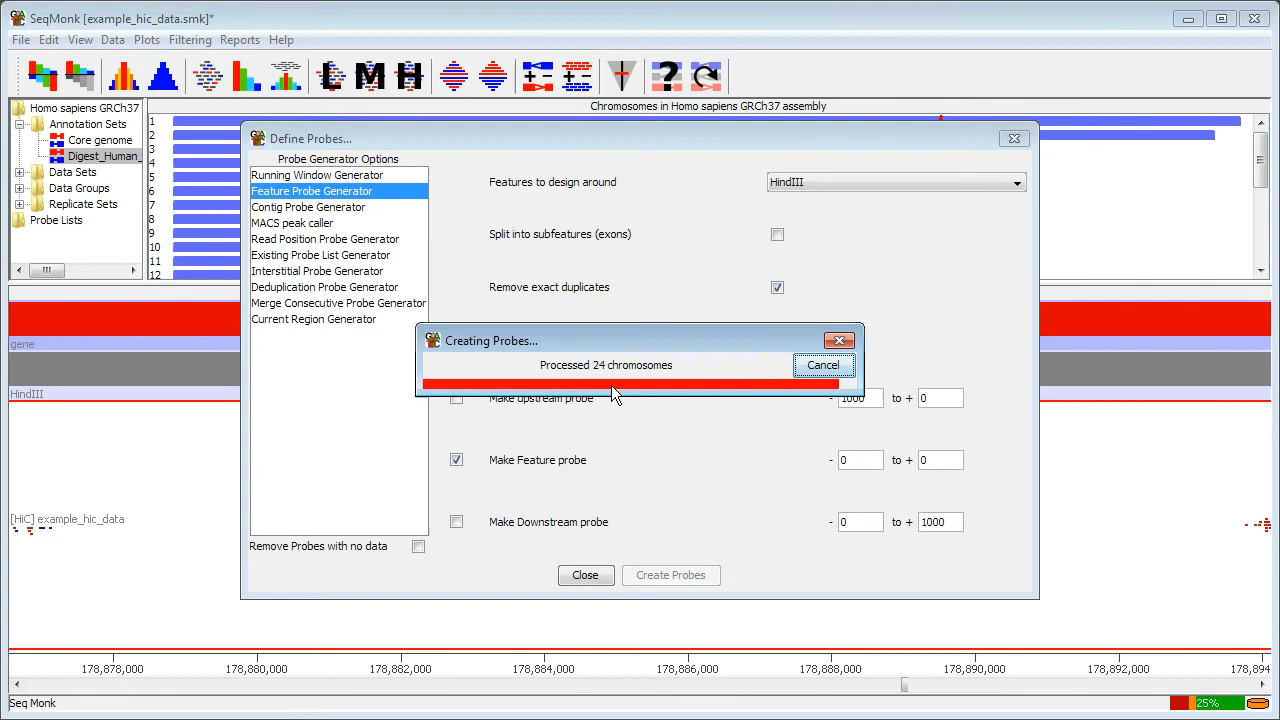 SeqMonk [example_hic_data.smk]*
File Edit View Data Plots Filtering Reports Help
L M H ?
Homo sapiens GRCh37
Annotation Sets
Core genome
Digest_Human_
Data Sets
Data Groups
Replicate Sets
Probe Lists
Chromosomes in Homo sapiens GRCh37 assembly
1
2
3
4
5
6
7
8
9
10
11
12
gene
HindIII
[HiC] example_hic_data
Define Probes...
Probe Generator Options
Running Window Generator
Feature Probe Generator
Contig Probe Generator
MACS peak caller
Read Position Probe Generator
Existing Probe List Generator
Interstitial Probe Generator
Deduplication Probe Generator
Merge Consecutive Probe Generator
Current Region Generator
Remove Probes with no data
Features to design around HindIII
Split into subfeatures (exons)
Remove exact duplicates
Creating Probes...
Processed 24 chromosomes Cancel
Make upstream probe - 1000 to + 0
Make Feature probe - 0 to + 0
Make Downstream probe - 0 to + 1000
Close Create Probes
178,878,000 178,880,000 178,882,000 178,884,000 178,886,000 178,888,000 178,890,000 178,892,000 178,894
Seq Monk 25%